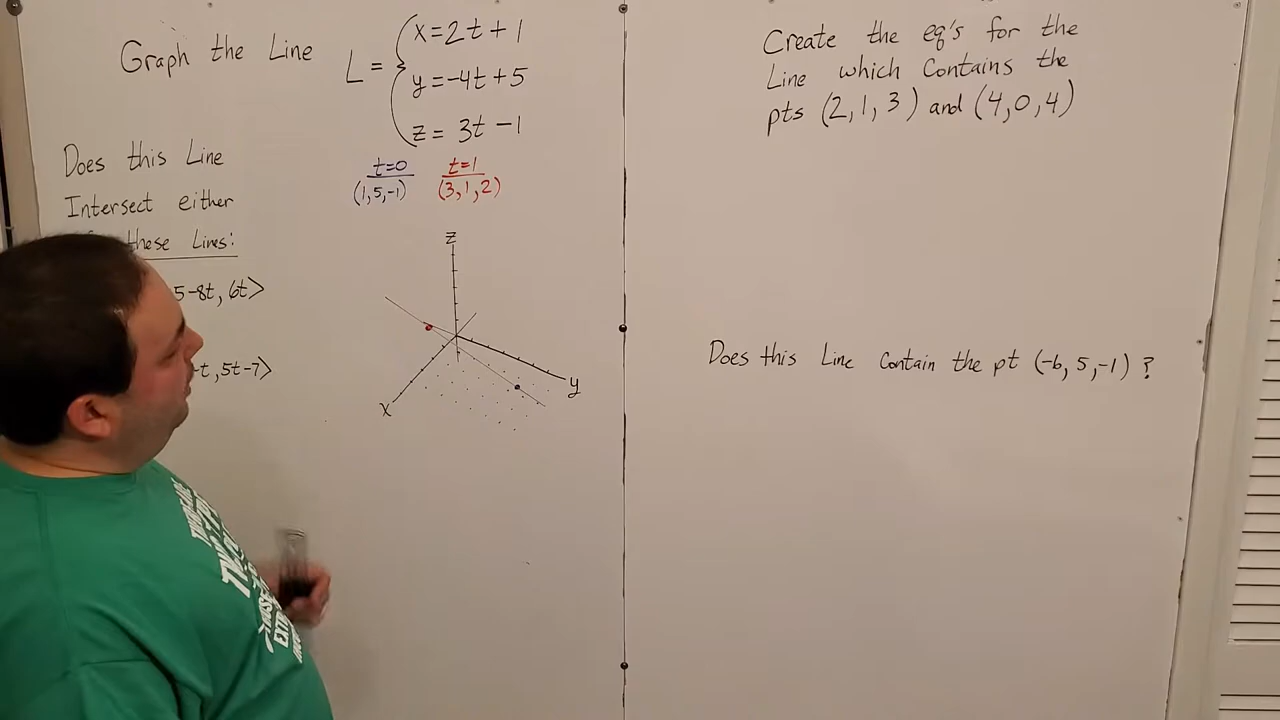 Graph the Line
L =
x=2t+1
y=-4t+5
z= 3t-1
t=0 t=1
(1,5,-1) (3,1,2)
Does this Line
Intersect either
these Lines:
5-8t, 6t>
-t, 5t-7>
z
x
y
Create the eq's for the
Line which Contains the
pts (2,1,3) and (4,0,4)
Does this Line Contain the pt (-6,5,-1)?